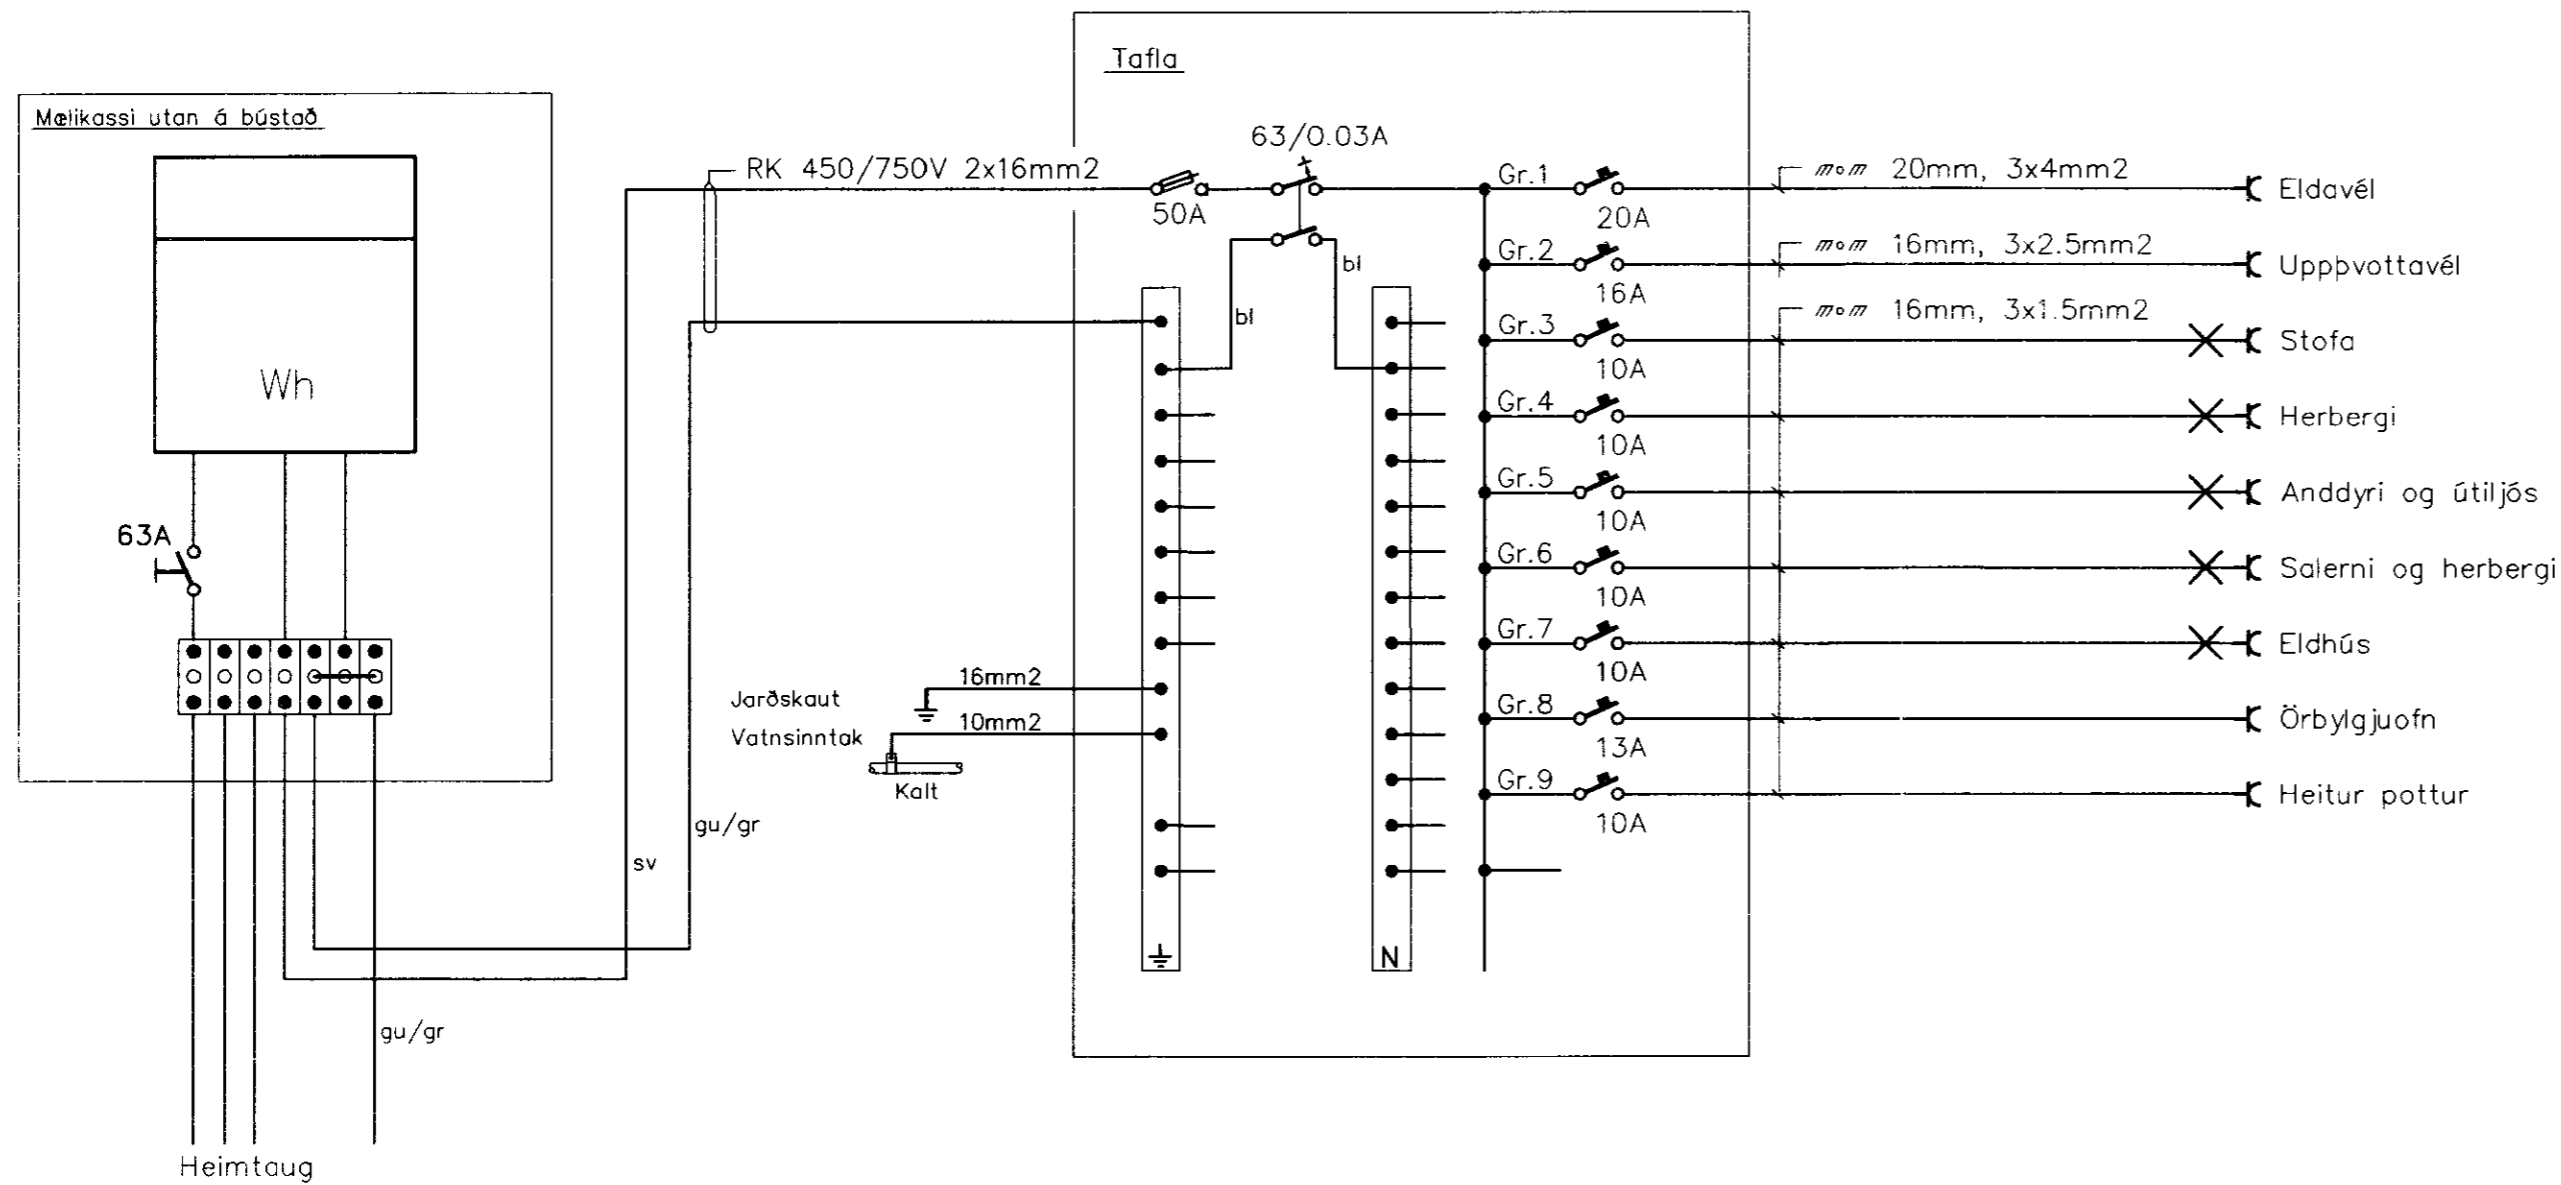 Tafla
Mælikassi utan á bústað
63/0.03A
RK 450/750V 2x16mm2
50A
Wh
63A
bl
bl
Gr.1
20A
20mm, 3x4mm2
Eldavél
Gr.2
16A
16mm, 3x2.5mm2
Uppþvottavél
Gr.3
10A
16mm, 3x1.5mm2
Stofa
Gr.4
10A
Herbergi
Gr.5
10A
Anddyri og útiljós
Gr.6
10A
Salerni og herbergi
Gr.7
10A
Eldhús
Gr.8
13A
Örbylgjuofn
Gr.9
10A
Heitur pottur
16mm2
Jarðskaut
10mm2
Vatnsinntak
Kalt
gu/gr
sv
N
gu/gr
Heimtaug